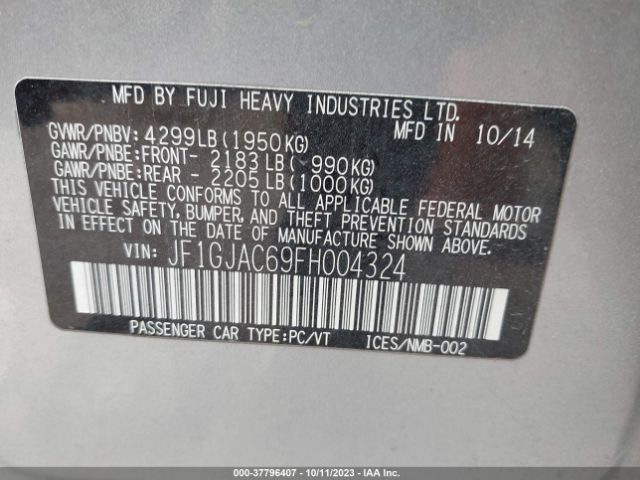 MFD BY FUJI HEAVY INDUSTRIES LTD.
MFD IN 10/14
GVWR/PNBV: 4299LB(1950KG)
GAWR/PNBE:FRONT- 2183LB( 990KG)
GAWR/PNBE:REAR - 2205LB(1000KG)
THIS VEHICLE CONFORMS TO ALL APPLICABLE FEDERAL MOTOR
VEHICLE SAFETY, BUMPER, AND THEFT PREVENTION STANDARDS
IN EFFECT ON THE DATE OF MANUFACTURE SHOWN ABOVE.
VIN: JF1GJAC69FH004324
PASSENGER CAR TYPE:PC/VT ICES/NMB-002
000-37796407 - 10/11/2023 - IAAI.com